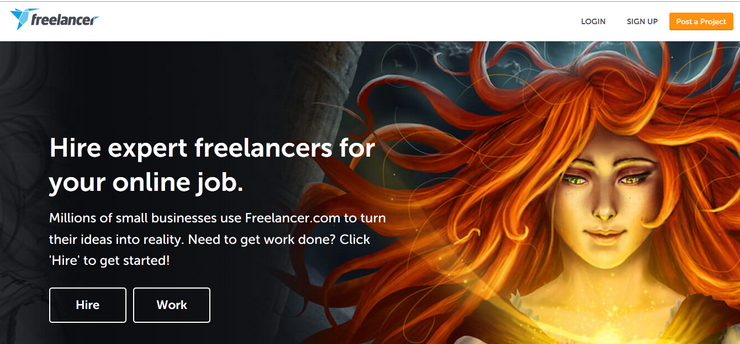 freelancer
LOGIN
SIGN UP
Post a Project
Hire expert freelancers for
your online job.
Millions of small businesses use Freelancer.com to turn
their ideas into reality. Need to get work done? Click
'Hire' to get started!
Hire
Work